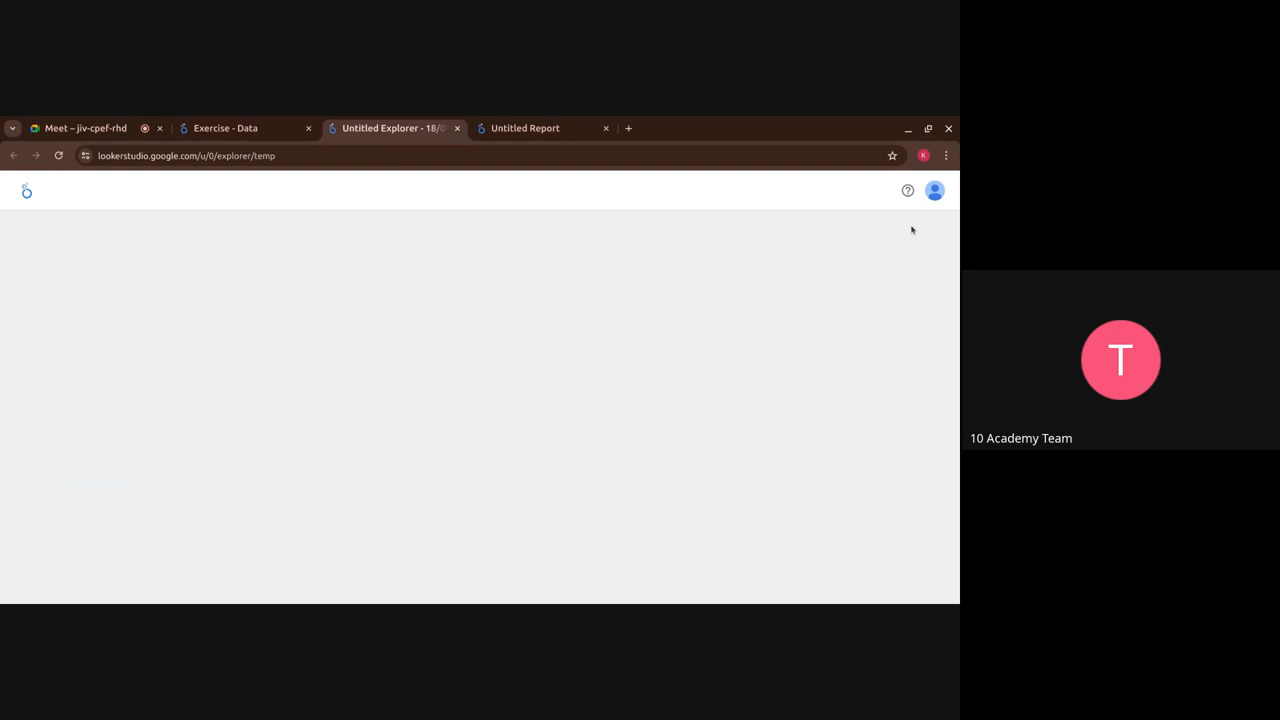 Meet – jiv-cpef-rhd
Exercise - Data
Untitled Explorer - 18/0
Untitled Report
lookerstudio.google.com/u/0/explorer/temp
K
T
10 Academy Team